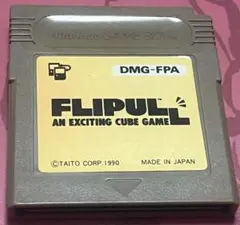 DMG-FPA
FLIPULL
AN EXCITING CUBE GAME
©TAITO CORP.1990
MADE IN JAPAN